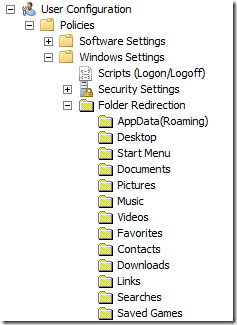 User Configuration
Policies
Software Settings
Windows Settings
Scripts (Logon/Logoff)
Security Settings
Folder Redirection
AppData(Roaming)
Desktop
Start Menu
Documents
Pictures
Music
Videos
Favorites
Contacts
Downloads
Links
Searches
Saved Games